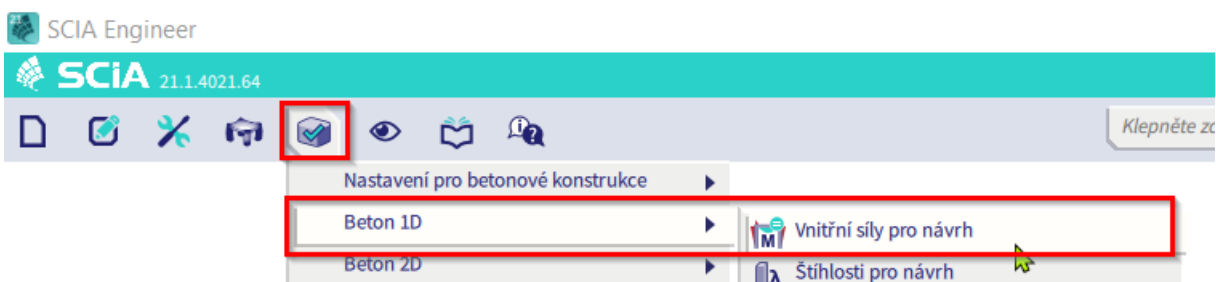 SCIA Engineer
SCiA 21.1.4021.64
Klepněte
Nastavení pro betonové konstrukce
Beton 1D
Vnitřní síly pro návrh
Beton 2D
Štíhlosti pro návrh